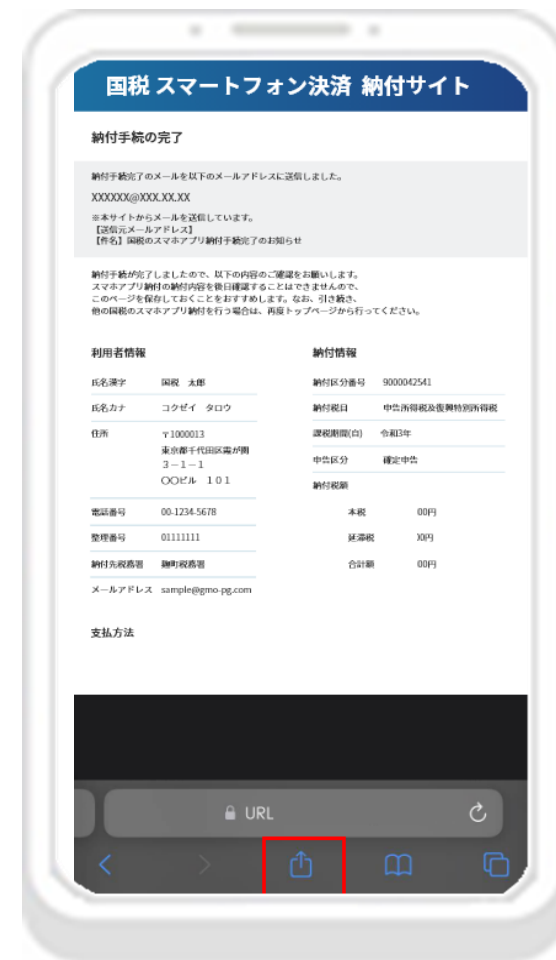 国税 スマートフォン決済 納付サイト
納付手続の完了
納付手続完了のメールを以下のメールアドレスに送信しました。
XXXXXX@XXX.XX.XX
※本サイトからメールを送信しています。
【送信元メールアドレス】
【件名】国税のスマホアプリ納付手続完了のお知らせ
納付手続が完了しましたので、以下の内容のご確認をお願いします。
スマホアプリ納付の納付内容を後日確認することはできませんので、
このページを保存しておくことをおすすめします。なお、引き続き、
他の国税のスマホアプリ納付を行う場合は、再度トップページから行ってください。
利用者情報
氏名漢字 国税 太郎
氏名カナ コクゼイ タロウ
住所 〒1000013
東京都千代田区霞が関
3-1-1
〇〇ビル 101
電話番号 00-1234-5678
整理番号 01111111
納付先税務署 麹町税務署
メールアドレス sample@gmo-pg.com
支払方法
納付情報
納付区分番号 9000042541
納付税目 申告所得税及復興特別所得税
課税期間(自) 令和3年
申告区分 確定申告
納付税額
本税 00円
延滞税 00円
合計額 00円
URL